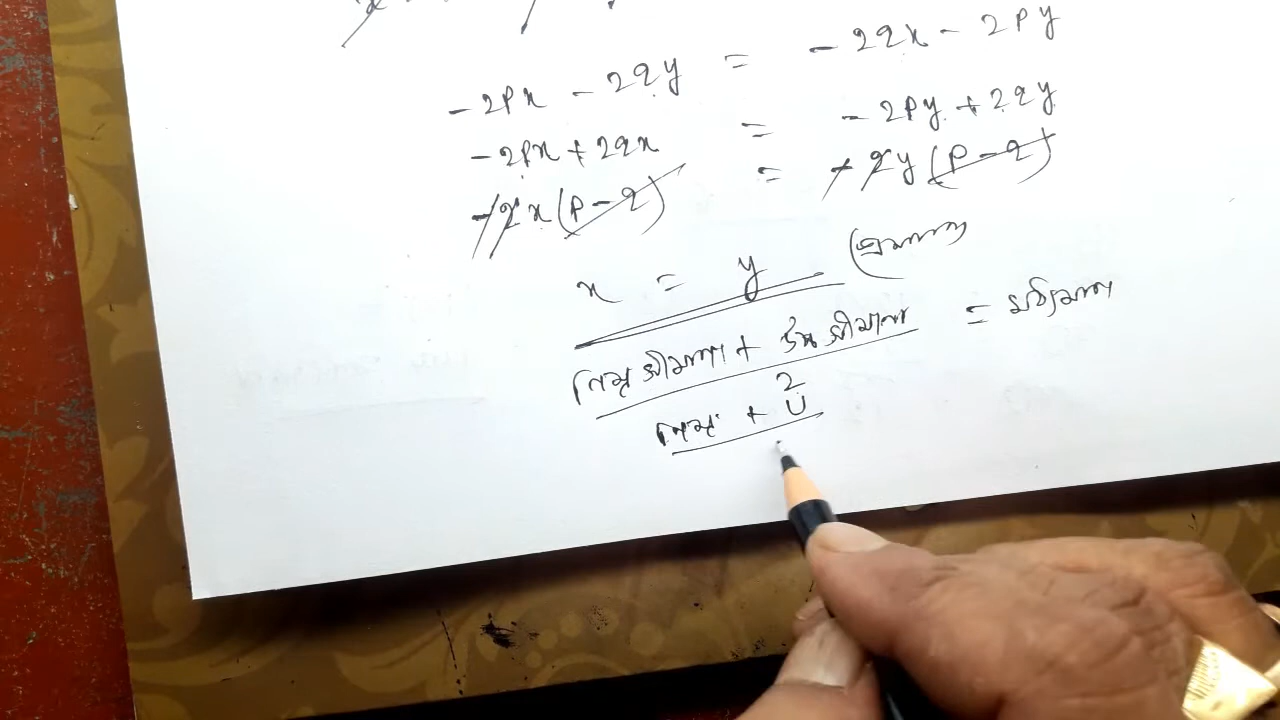 -2px - 2qy = -2qx - 2py
-2px + 2qx = -2py + 2qy
-2x(p-q) = -2y(p-q)
x = y (প্রমাণিত
নিম্ন সীমানা + উচ্চ সীমানা = মধ্যমান
2
নিম্ন + ঊ